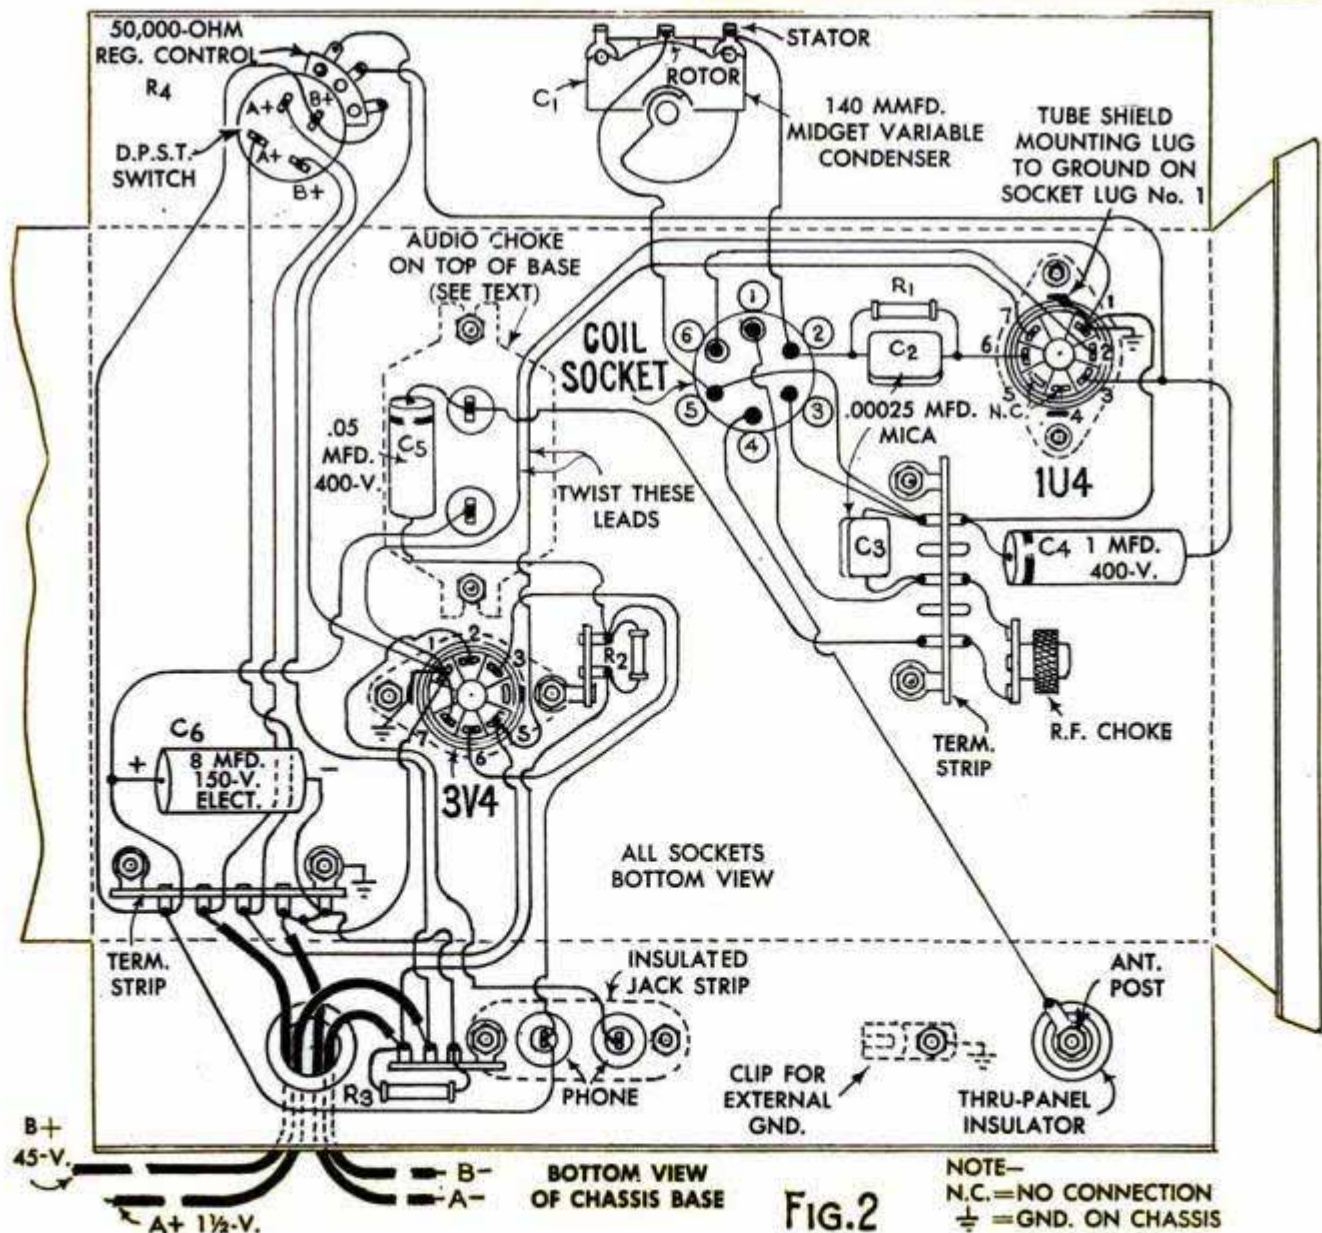 50,000-OHM
REG. CONTROL
R4
A+
B+
A+
B+
D.P.S.T.
SWITCH
STATOR
ROTOR
C1
140 MMFD.
MIDGET VARIABLE
CONDENSER
TUBE SHIELD
MOUNTING LUG
TO GROUND ON
SOCKET LUG No. 1
AUDIO CHOKE
ON TOP OF BASE
(SEE TEXT)
COIL
SOCKET
1
2
3
4
5
6
R1
C2
.00025 MFD.
MICA
1
2
3
4
5
6
7
N.C.
1U4
.05
MFD.
400-V.
C5
TWIST THESE
LEADS
C3
C4
1 MFD.
400-V.
R2
1
2
3
5
6
7
3V4
TERM.
STRIP
R.F. CHOKE
C6
+
8 MFD.
150-V.
ELECT.
-
ALL SOCKETS
BOTTOM VIEW
TERM.
STRIP
INSULATED
JACK STRIP
ANT.
POST
R3
PHONE
CLIP FOR
EXTERNAL
GND.
THRU-PANEL
INSULATOR
B+
45-V.
A+ 1½-V.
B-
A-
BOTTOM VIEW
OF CHASSIS BASE
FIG.2
NOTE-
N.C.=NO CONNECTION
=GND. ON CHASSIS